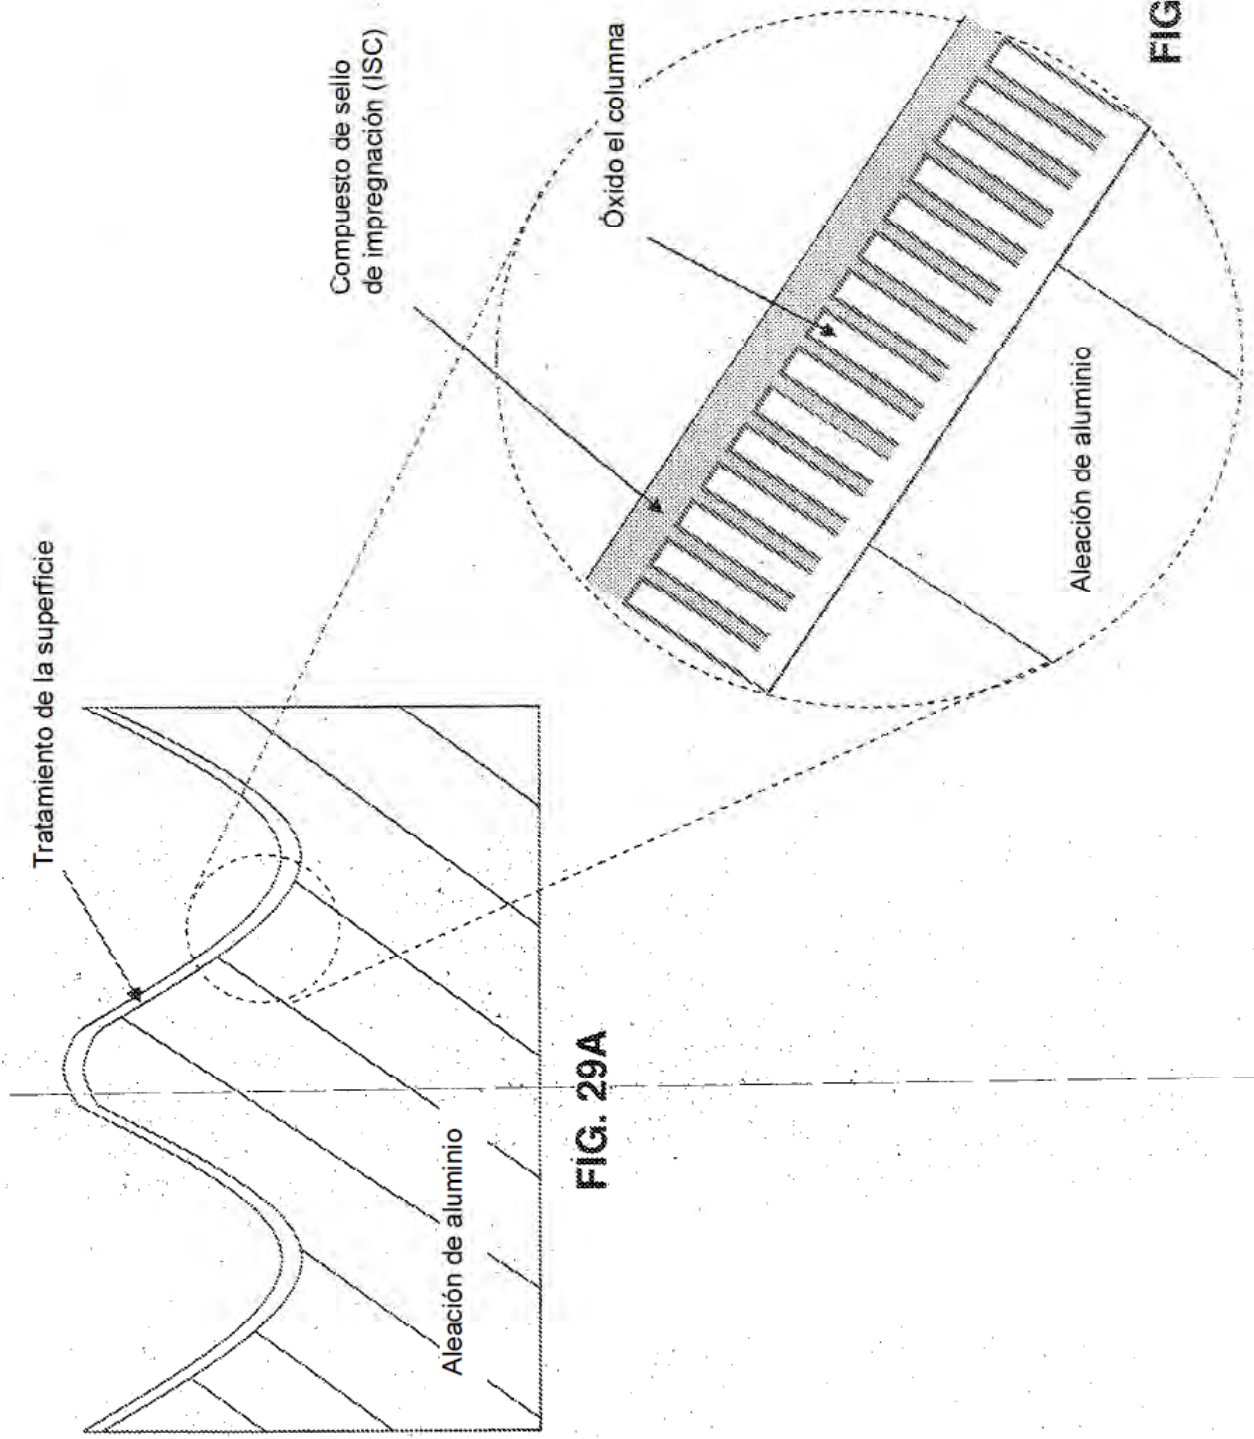 Tratamiento de la superficie
Aleación de aluminio
FIG. 29A
Compuesto de sello
de impregnación (ISC)
Óxido el columna
Aleación de aluminio
FIG